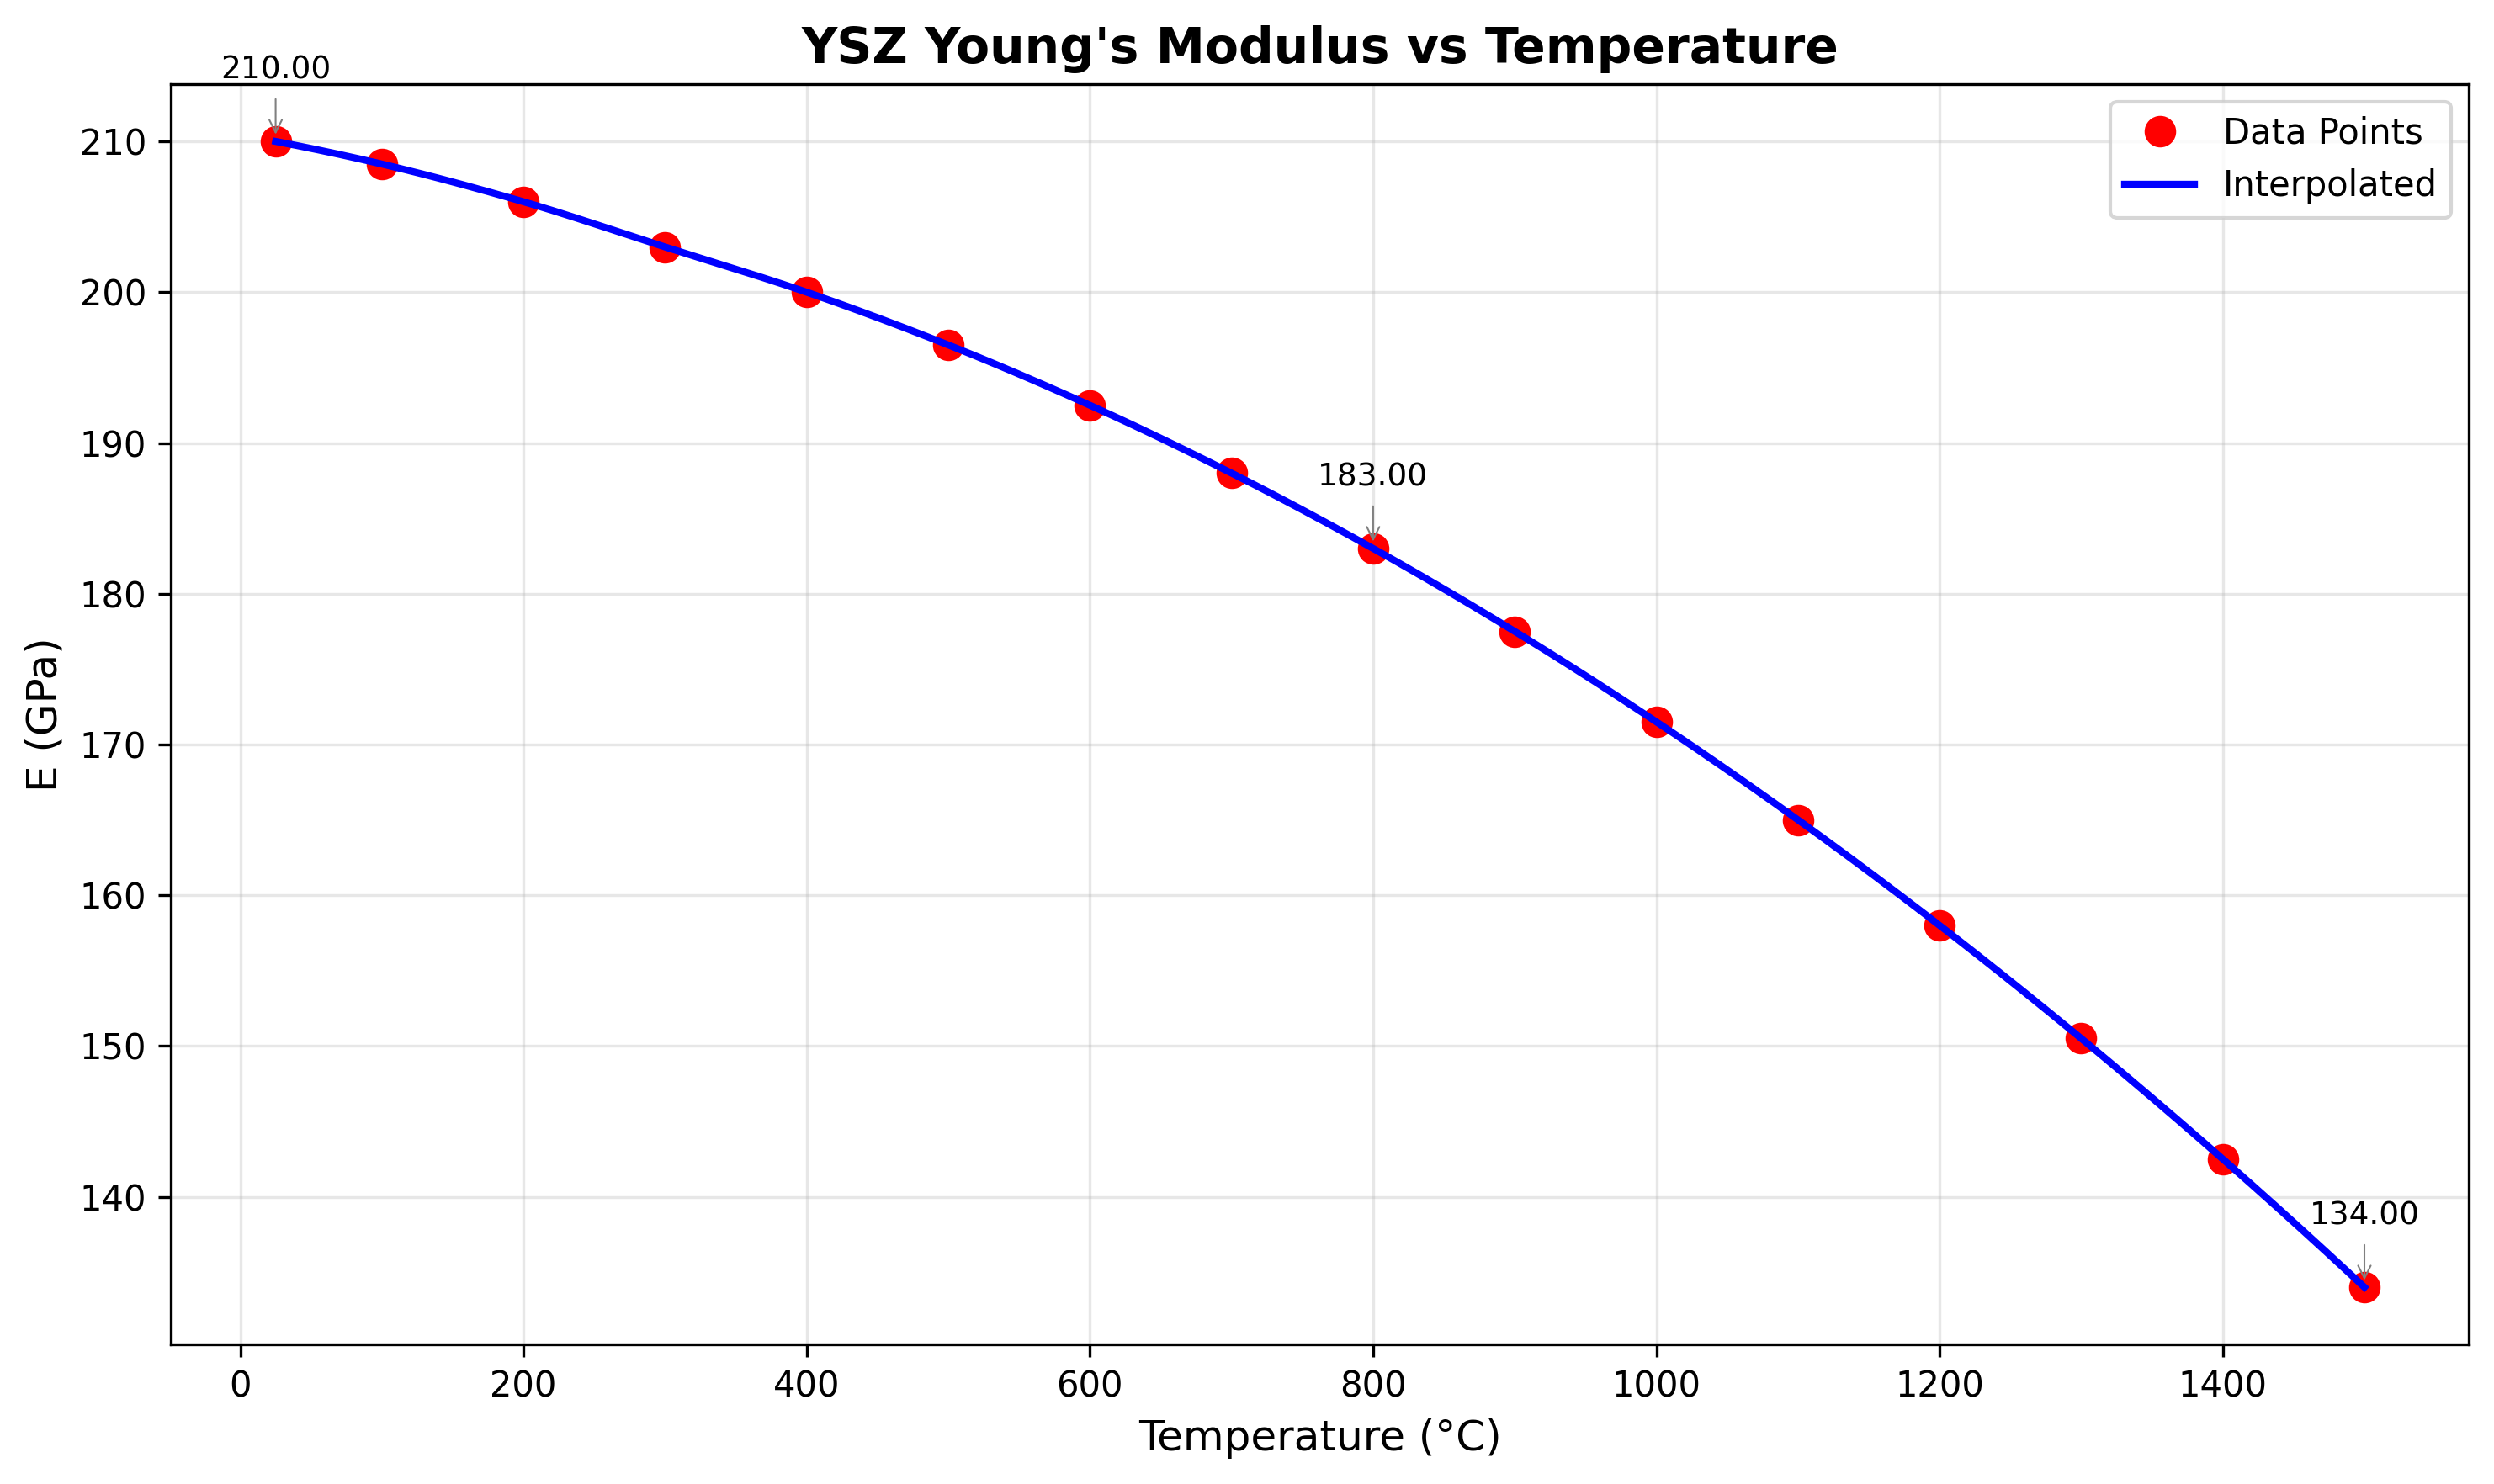 YSZ Young's Modulus vs Temperature
210.00
Data Points
Interpolated
210
200
190
183.00
180
170
160
150
140
134.00
E (GPa)
0 200 400 600 800 1000 1200 1400
Temperature (°C)